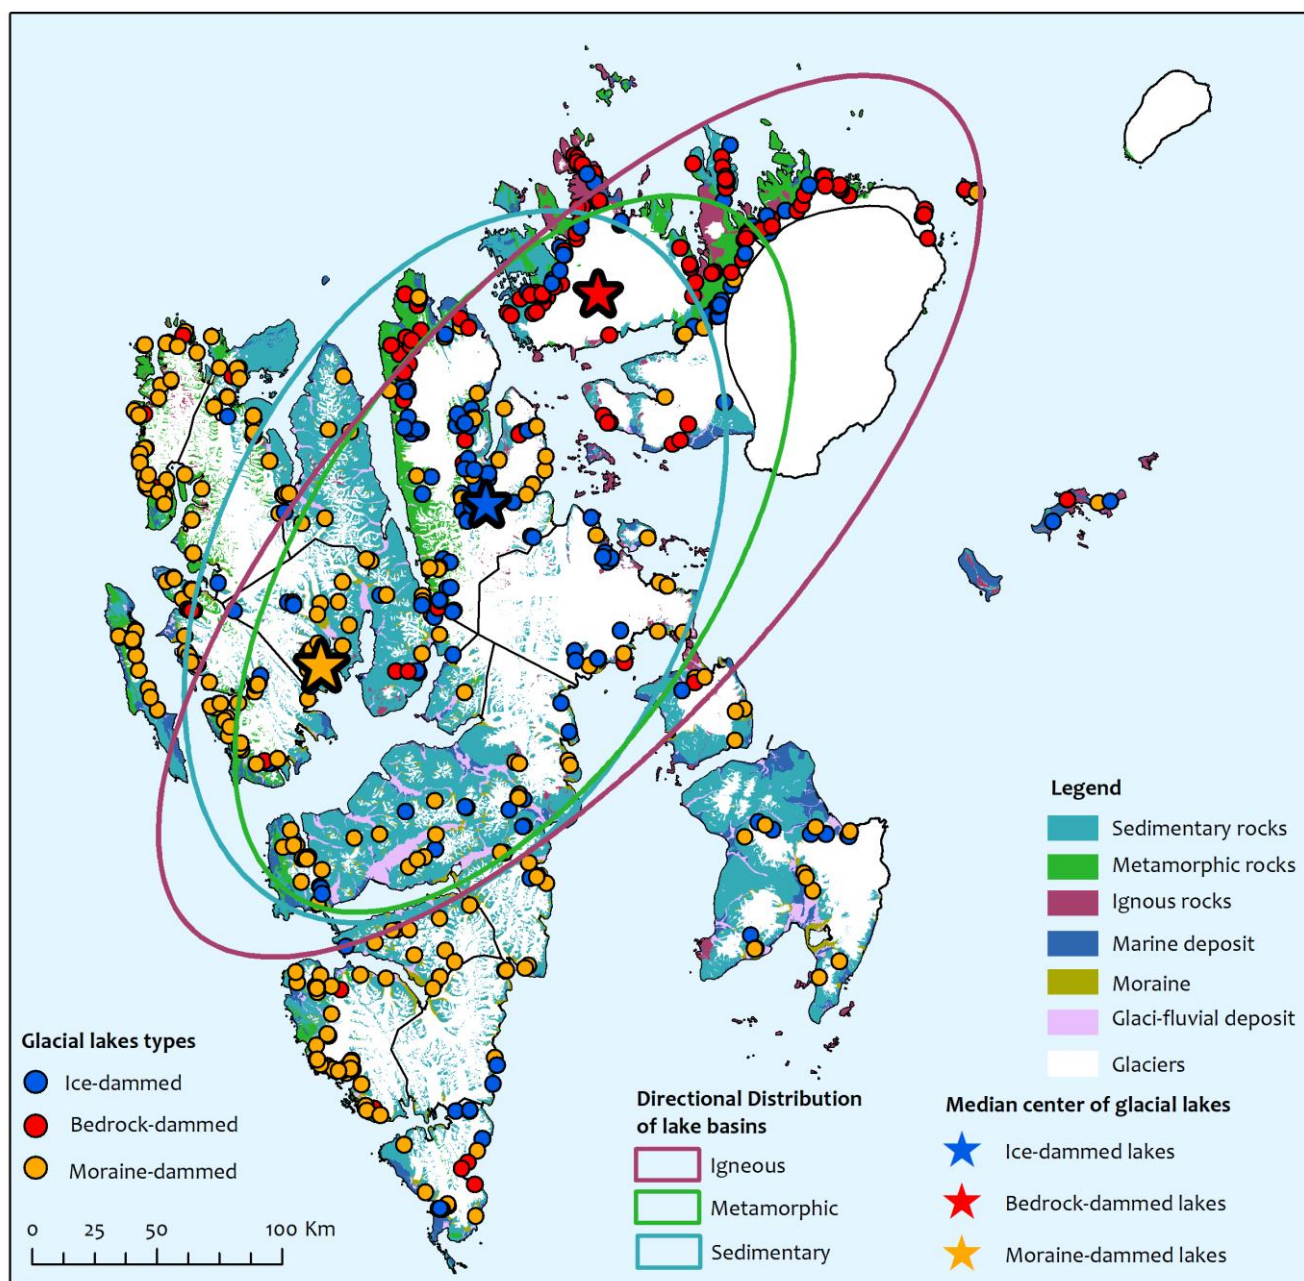 Legend
Sedimentary rocks
Metamorphic rocks
Ignous rocks
Marine deposit
Moraine
Glaci-fluvial deposit
Glaciers
Glacial lakes types
Ice-dammed
Bedrock-dammed
Moraine-dammed
0 25 50 100 Km
Directional Distribution
of lake basins
Igneous
Metamorphic
Sedimentary
Median center of glacial lakes
Ice-dammed lakes
Bedrock-dammed lakes
Moraine-dammed lakes